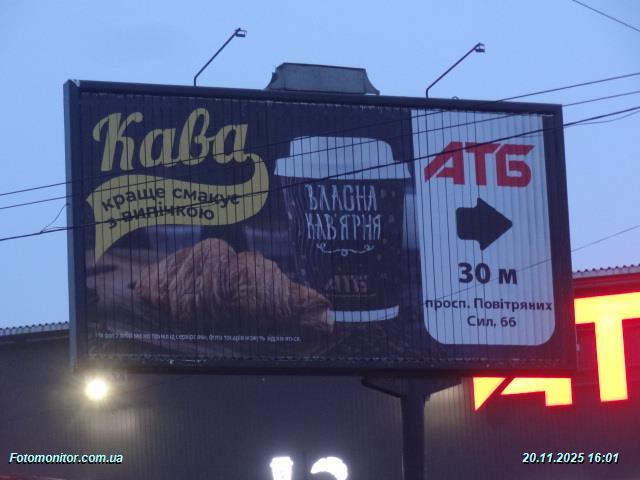 Кава
краще смакує
з випічкою
ВЛАСНА
КАВ'ЯРНЯ
АТБ
АТБ
30 м
просп. Повітряних
Сил, 66
Fotomonitor.com.ua
20.11.2025 16:01